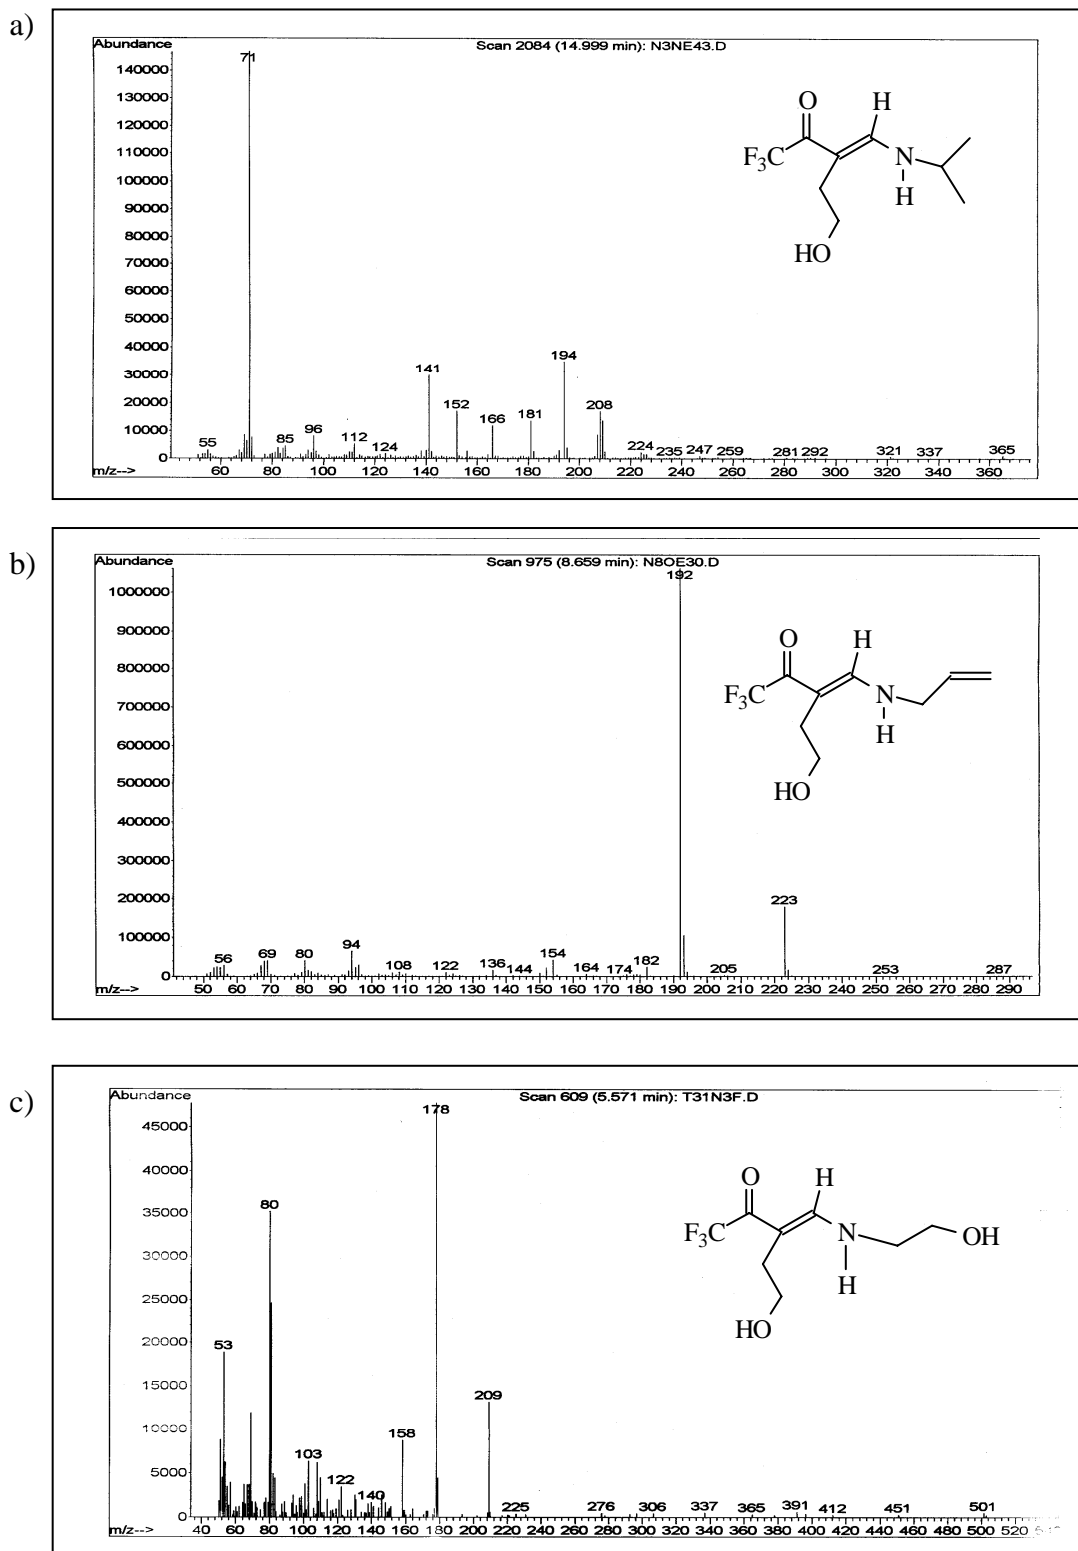 a)
Abundance
Scan 2084 (14.999 min): N3NE43.D
71
140000
130000
120000
110000
100000
90000
80000
70000
60000
50000
40000
30000
20000
10000
0
55 85 96 112 124 141 152 166 181 194 208 224 235 247 259 281 292 321 337 365
m/z-->
60 80 100 120 140 160 180 200 220 240 260 280 300 320 340 360
O
H
F3C
N
H
HO
b)
Abundance
Scan 975 (8.659 min): N8OE30.D
192
1000000
900000
800000
700000
600000
500000
400000
300000
200000
100000
0
56 69 80 94 108 122 136 144 154 164 174 182 205 223 253 287
m/z-->
50 60 70 80 90 100 110 120 130 140 150 160 170 180 190 200 210 220 230 240 250 260 270 280 290
O
H
F3C
N
H
HO
c)
Abundance
Scan 609 (5.571 min): T31N3F.D
178
45000
40000
35000
30000
25000
20000
15000
10000
5000
0
53 80 103 122 140 158 209 225 276 306 337 365 391 412 451 501
m/z-->
40 60 80 100 120 140 160 180 200 220 240 260 280 300 320 340 360 380 400 420 440 460 480 500 520
O
H
F3C
N
OH
H
HO